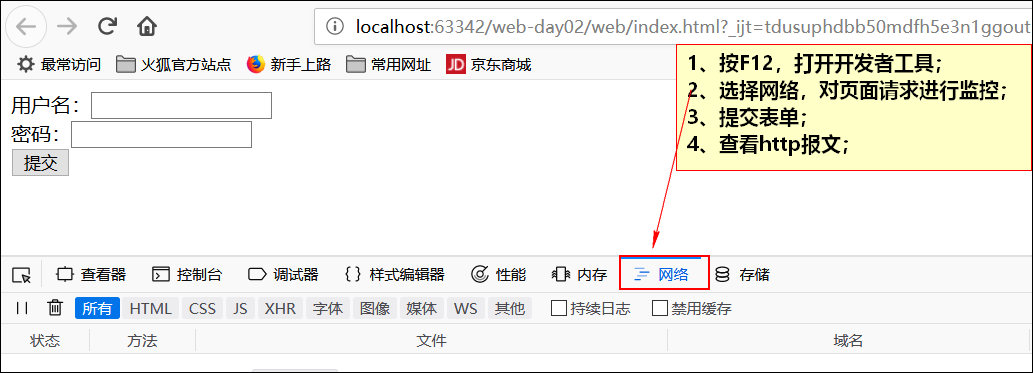 localhost:63342/web-day02/web/index.html?_ijt=tdusuphdbb50mdfh5e3n1ggout
最常访问 火狐官方站点 新手上路 常用网址 JD 京东商城
1、按F12，打开开发者工具；
2、选择网络，对页面请求进行监控；
3、提交表单；
4、查看http报文；
用户名：
密码：
提交
查看器 控制台 调试器 样式编辑器 性能 内存 网络 存储
所有 HTML CSS JS XHR 字体 图像 媒体 WS 其他 持续日志 禁用缓存
状态 方法 文件 域名